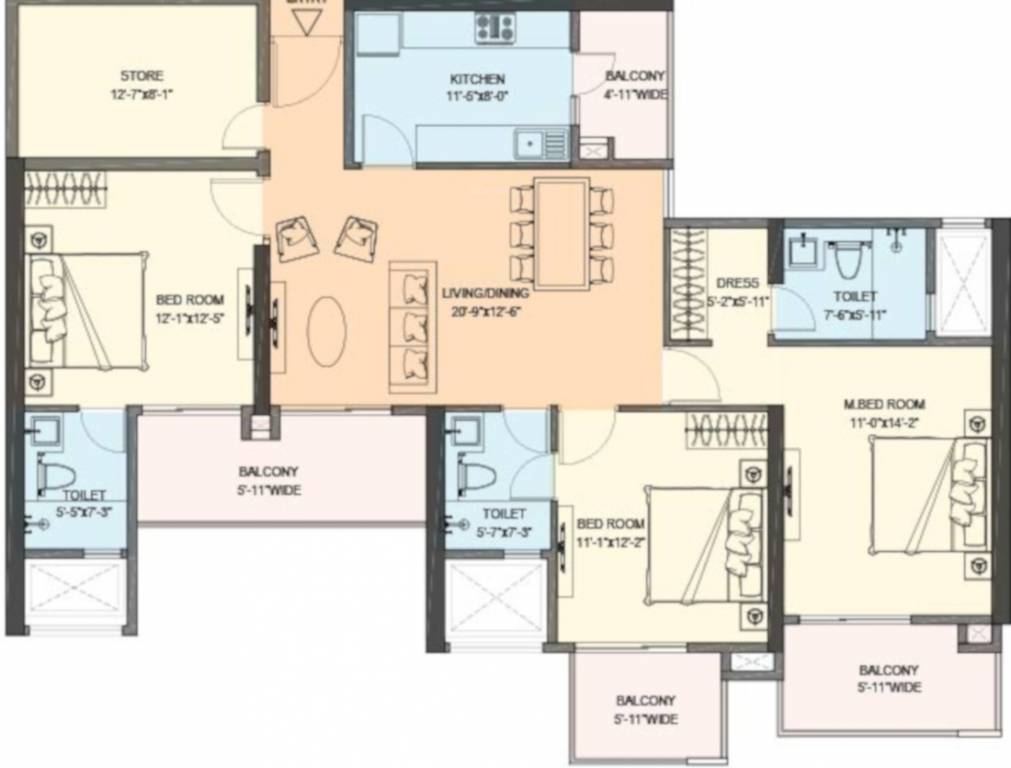 ENTRY
STORE
12'-7"x8'-1"
KITCHEN
11'-5"x8'-0"
BALCONY
4'-11"WIDE
BED ROOM
12'-1"x12'-5"
LIVING/DINING
20'-9"x12'-6"
DRESS
5'-2"x5'-11"
TOILET
7'-6"x5'-11"
M.BED ROOM
11'-0"x14'-2"
BALCONY
5'-11"WIDE
TOILET
5'-5"x7'-3"
TOILET
5'-7"x7'-3"
BED ROOM
11'-1"x12'-2"
BALCONY
5'-11"WIDE
BALCONY
5'-11"WIDE